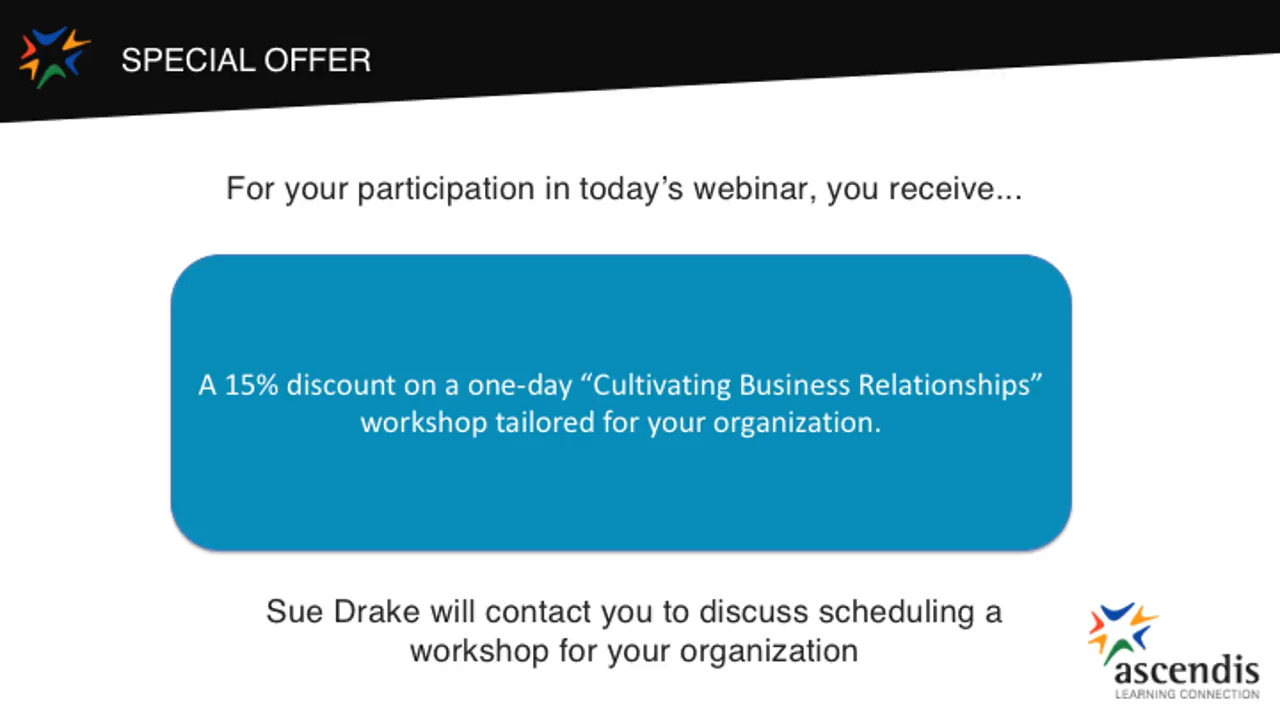 SPECIAL OFFER
For your participation in today’s webinar, you receive...
A 15% discount on a one-day “Cultivating Business Relationships”
workshop tailored for your organization.
Sue Drake will contact you to discuss scheduling a
workshop for your organization
ascendis
LEARNING CONNECTION